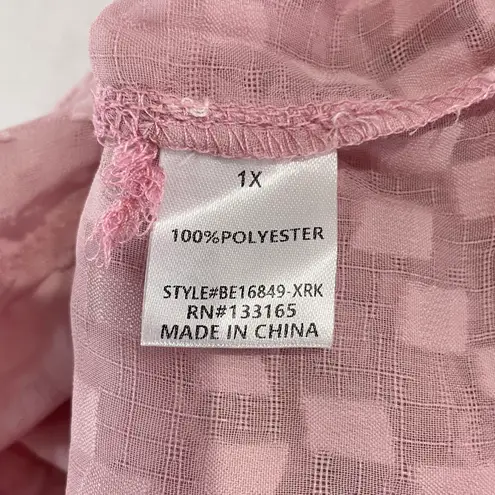 1X
100%POLYESTER
STYLE#BE16849-XRK
RN#133165
MADE IN CHINA